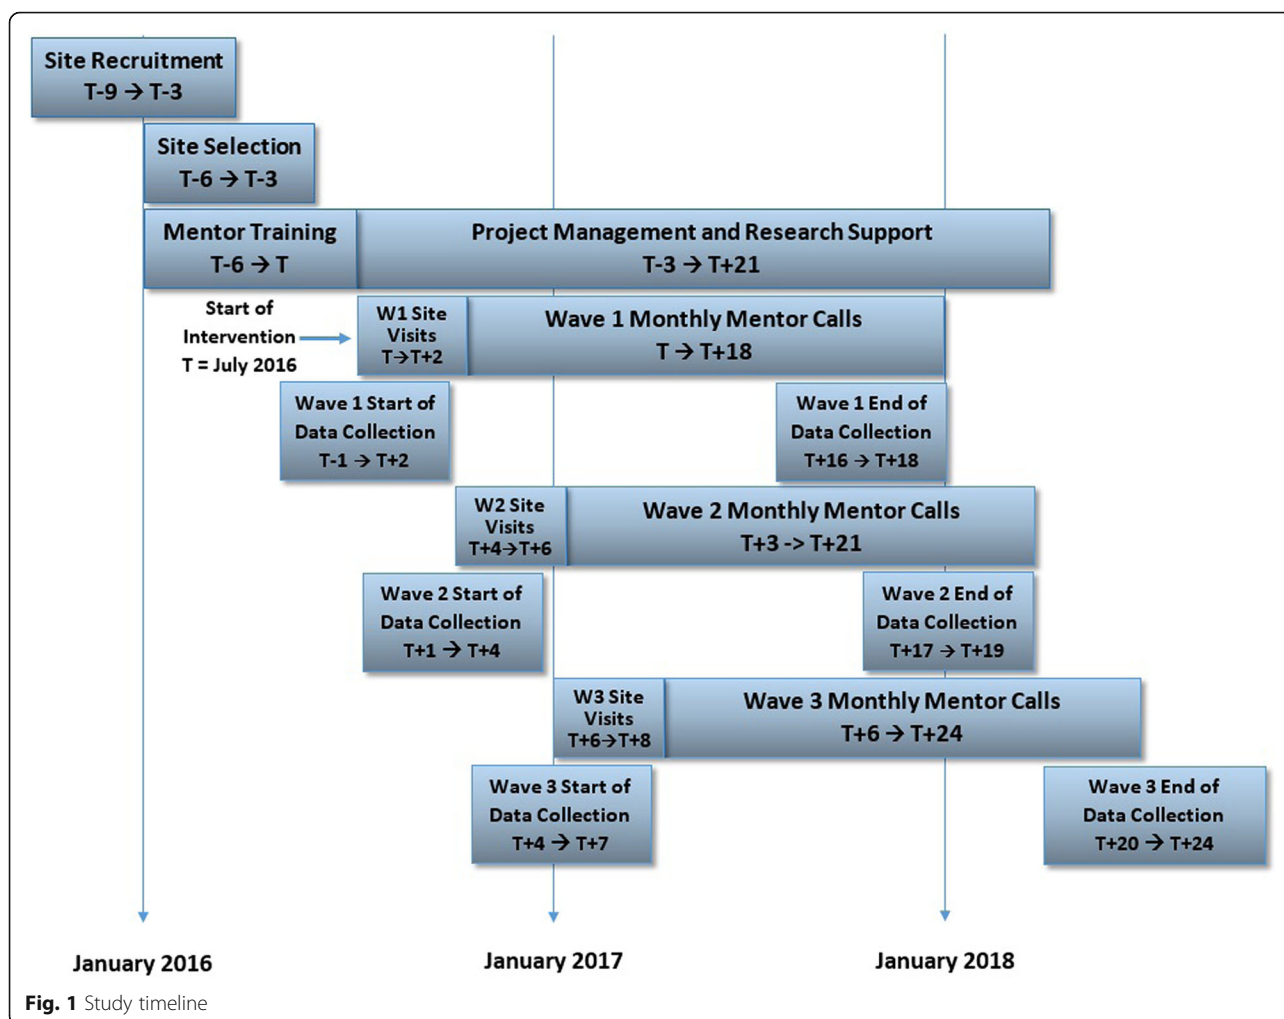 Site Recruitment
T-9 → T-3
Site Selection
T-6 → T-3
Mentor Training
T-6 → T
Project Management and Research Support
T-3 → T+21
Start of
Intervention
T = July 2016
W1 Site
Visits
T→T+2
Wave 1 Monthly Mentor Calls
T → T+18
Wave 1 Start of
Data Collection
T-1 → T+2
Wave 1 End of
Data Collection
T+16 → T+18
W2 Site
Visits
T+4→T+6
Wave 2 Monthly Mentor Calls
T+3 -> T+21
Wave 2 Start of
Data Collection
T+1 → T+4
Wave 2 End of
Data Collection
T+17 → T+19
W3 Site
Visits
T+6→T+8
Wave 3 Monthly Mentor Calls
T+6 → T+24
Wave 3 Start of
Data Collection
T+4 → T+7
Wave 3 End of
Data Collection
T+20 → T+24
January 2016
January 2017
January 2018
Fig. 1 Study timeline